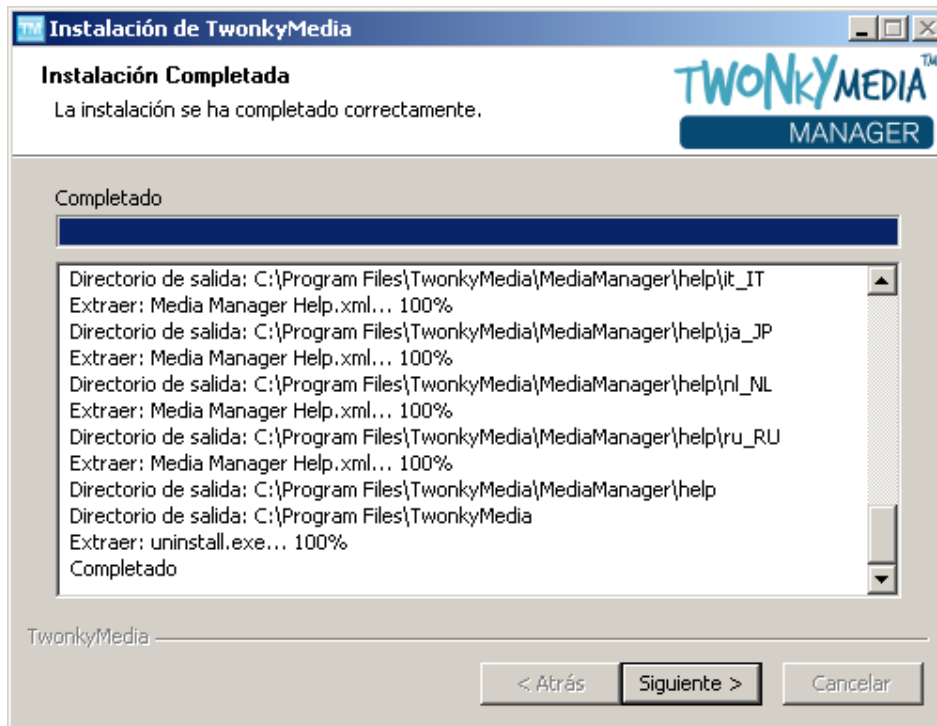 TM Instalación de TwonkyMedia
Instalación Completada
La instalación se ha completado correctamente.
TWONKYMEDIA™
MANAGER
Completado
Directorio de salida: C:\Program Files\TwonkyMedia\MediaManager\help\it_IT
Extraer: Media Manager Help.xml... 100%
Directorio de salida: C:\Program Files\TwonkyMedia\MediaManager\help\ja_JP
Extraer: Media Manager Help.xml... 100%
Directorio de salida: C:\Program Files\TwonkyMedia\MediaManager\help\nl_NL
Extraer: Media Manager Help.xml... 100%
Directorio de salida: C:\Program Files\TwonkyMedia\MediaManager\help\ru_RU
Extraer: Media Manager Help.xml... 100%
Directorio de salida: C:\Program Files\TwonkyMedia\MediaManager\help
Directorio de salida: C:\Program Files\TwonkyMedia
Extraer: uninstall.exe... 100%
Completado
TwonkyMedia
< Atrás
Siguiente >
Cancelar